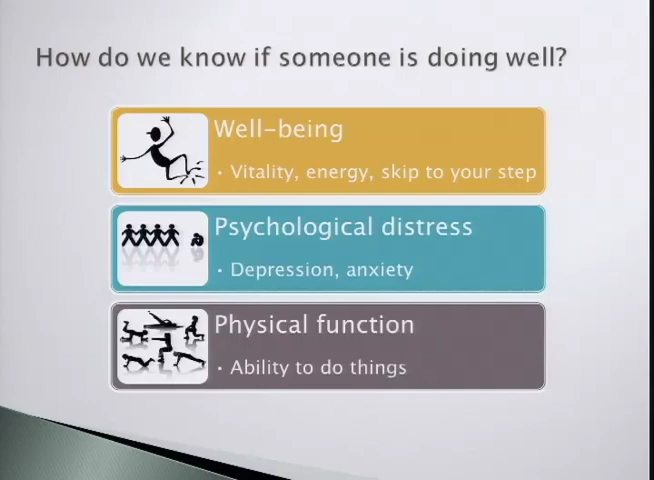 How do we know if someone is doing well?
Well-being
• Vitality, energy, skip to your step
Psychological distress
• Depression, anxiety
Physical function
• Ability to do things